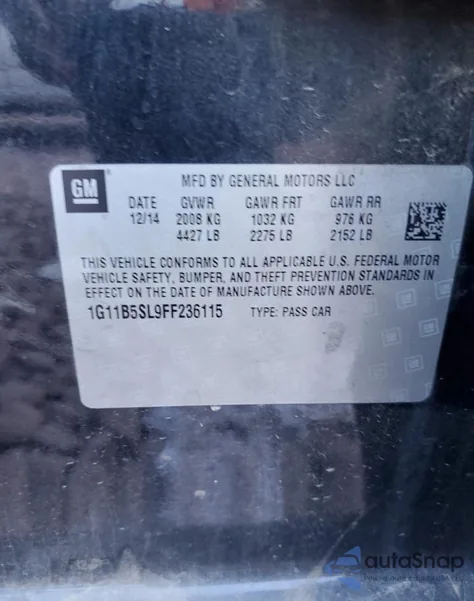 GM
MFD BY GENERAL MOTORS LLC
DATE GVWR GAWR FRT GAWR RR
12/14 2008 KG 1032 KG 976 KG
4427 LB 2275 LB 2152 LB
THIS VEHICLE CONFORMS TO ALL APPLICABLE U.S. FEDERAL MOTOR
VEHICLE SAFETY, BUMPER, AND THEFT PREVENTION STANDARDS IN
EFFECT ON THE DATE OF MANUFACTURE SHOWN ABOVE.
1G11B5SL9FF236115 TYPE: PASS CAR
autoSnap